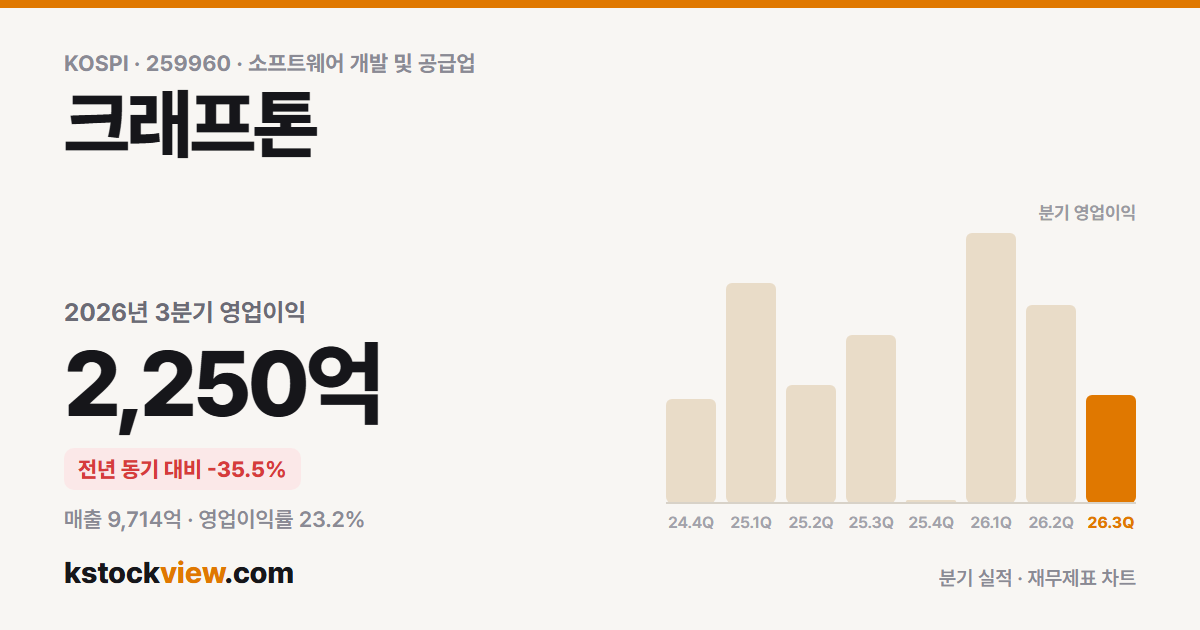 KOSPI · 259960 · 소프트웨어 개발 및 공급업
크래프톤
2026년 3분기 영업이익
2,250억
전년 동기 대비 -35.5%
매출 9,714억 · 영업이익률 23.2%
kstockview.com
분기 영업이익
24.4Q 25.1Q 25.2Q 25.3Q 25.4Q 26.1Q 26.2Q 26.3Q
분기 실적 · 재무제표 차트